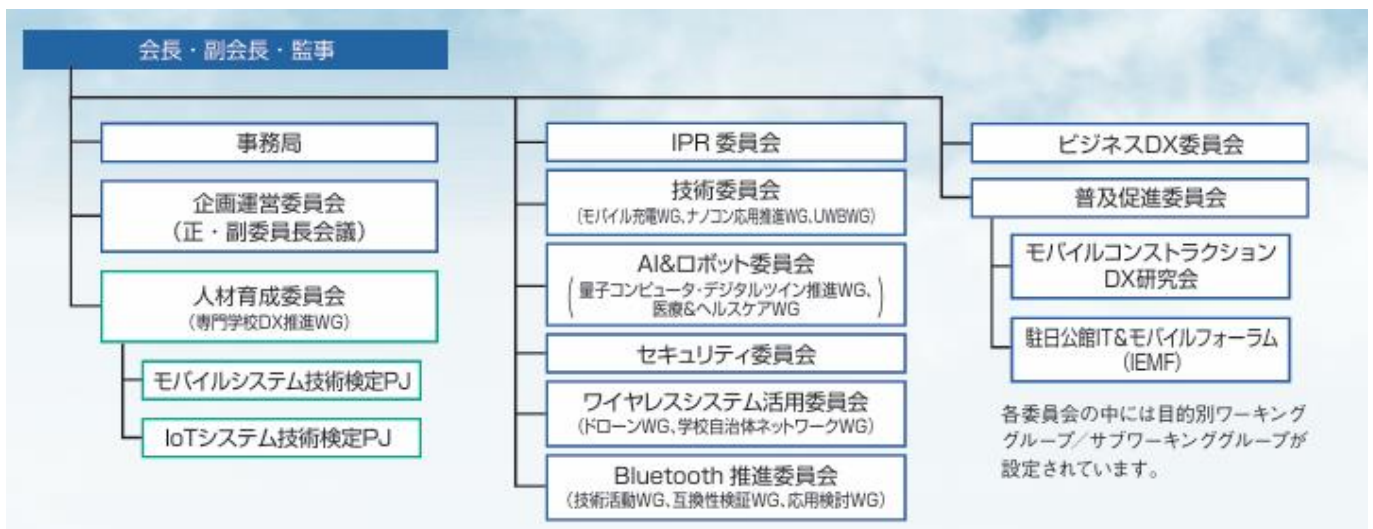 会長・副会長・監事
事務局
企画運営委員会
(正・副委員長会議)
人材育成委員会
(専門学校DX推進WG)
モバイルシステム技術検定PJ
IoTシステム技術検定PJ
IPR 委員会
技術委員会
(モバイル充電WG、ナノコン応用推進WG、UWBWG)
AI&ロボット委員会
(量子コンピュータ・デジタルツイン推進WG、
医療&ヘルスケアWG)
セキュリティ委員会
ワイヤレスシステム活用委員会
(ドローンWG、学校自治体ネットワークWG)
Bluetooth 推進委員会
(技術活動WG、互換性検証WG、応用検討WG)
ビジネスDX委員会
普及促進委員会
モバイルコンストラクション
DX研究会
駐日公館IT&モバイルフォーラム
(IEMF)
各委員会の中には目的別ワーキング
グループ/サブワーキンググループが
設定されています。